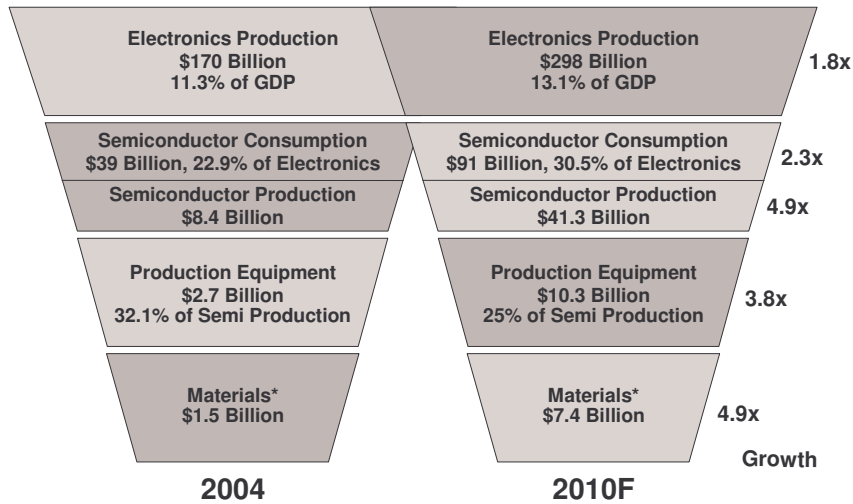 Electronics Production
$170 Billion
11.3% of GDP
Electronics Production
$298 Billion
13.1% of GDP
1.8x
Semiconductor Consumption
$39 Billion, 22.9% of Electronics
Semiconductor Consumption
$91 Billion, 30.5% of Electronics
2.3x
Semiconductor Production
$8.4 Billion
Semiconductor Production
$41.3 Billion
4.9x
Production Equipment
$2.7 Billion
32.1% of Semi Production
Production Equipment
$10.3 Billion
25% of Semi Production
3.8x
Materials*
$1.5 Billion
Materials*
$7.4 Billion
4.9x
Growth
2004
2010F